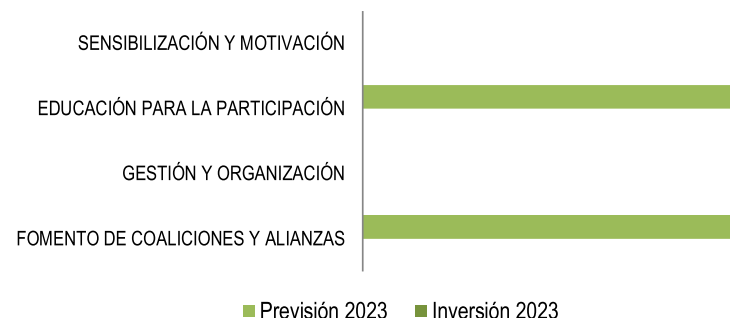 SENSIBILIZACIÓN Y MOTIVACIÓN
EDUCACIÓN PARA LA PARTICIPACIÓN
GESTIÓN Y ORGANIZACIÓN
FOMENTO DE COALICIONES Y ALIANZAS
Previsión 2023 Inversión 2023